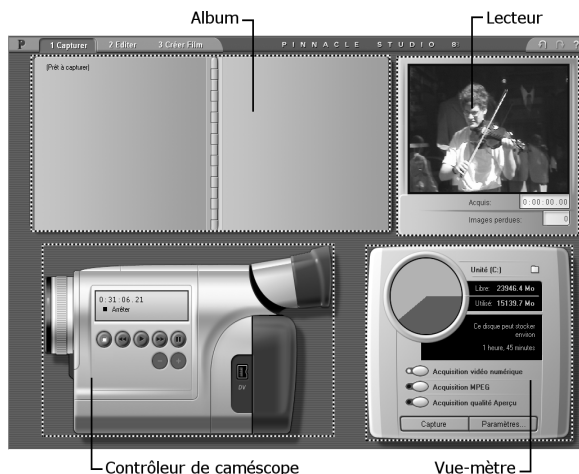 Album
Lecteur
1 Capturer 2 Editer 3 Créer Film PINNACLE STUDIO 8
(Prêt à capturer)
Acquis: 0:00:00.00
Images perdues: 0
0:31:06.21
Arrêter
DV
Unité (C:)
Libre: 23946.4 Mo
Utilisé: 15139.7 Mo
Ce disque peut stocker
environ
1 heure, 45 minutes
Acquisition vidéo numérique
Acquisition MPEG
Acquisition qualité Aperçu
Capture Paramètres...
Contrôleur de caméscope
Vue-mètre